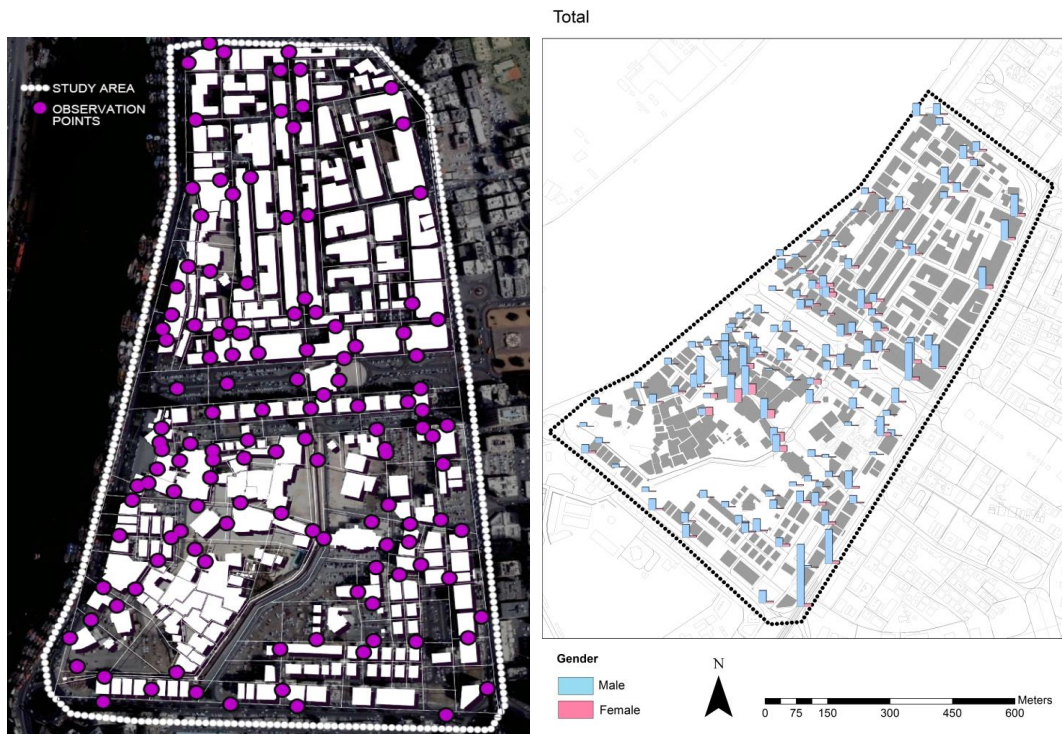 Total
STUDY AREA
OBSERVATION
POINTS
Gender
Male
Female
N
Meters
0 75 150 300 450 600